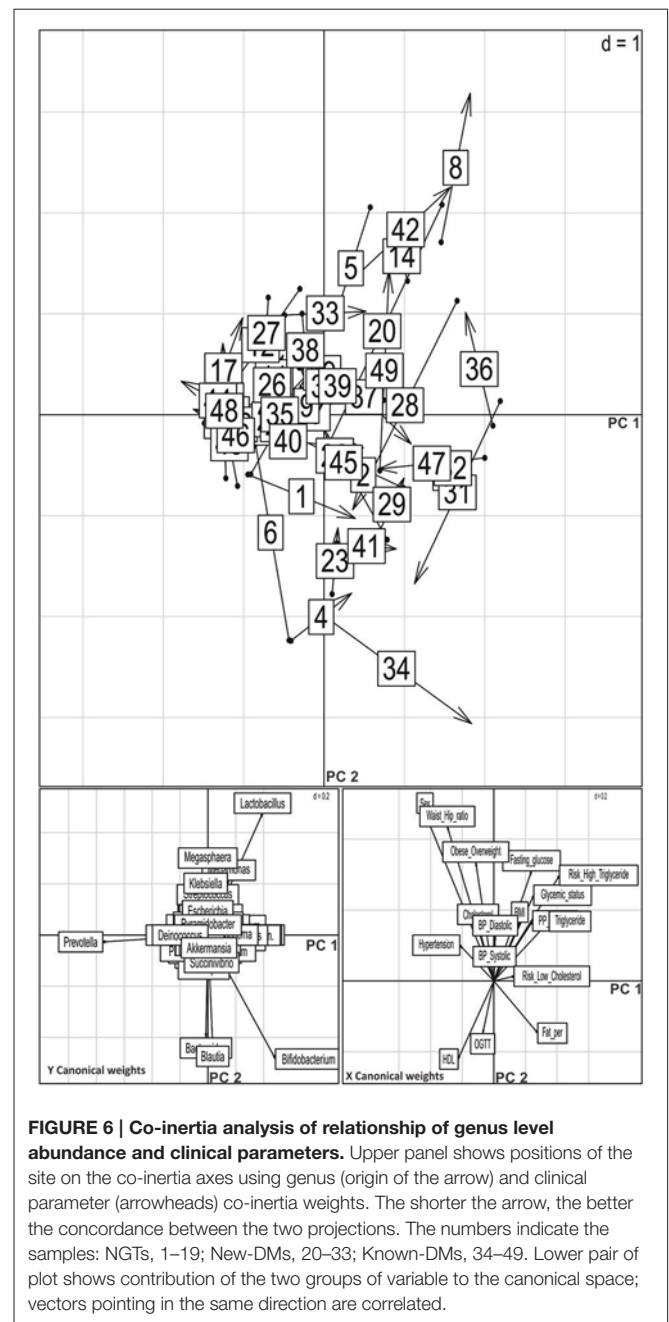 d = 1
8
42
14
5
33
20
27
38
36
17
49
26
39
37
28
PC 1
48
35
46
40
45
47
31
1
29
6
41
23
4
34
PC 2
Lactobacillus
d = 0.2
Megasphaera
Klebsiella
Escherichia
Prevotella
Deinococcus
PC 1
Akkermansia
Succinivibrio
Blautia
Bifidobacterium
Y Canonical weights
PC 2
d=0.2
Sex
Waist_Hip_ratio
Obese_Overweight
Fasting_glucose
Risk_High_Triglyceride
Glycemic_status
Cholesterol
BMI
BP_Diastolic
PP_
Triglyceride
Hypertension
BP_Systolic
Risk_Low_Cholesterol
PC 1
Fat_per
OGTT
HDL
X Canonical weights
PC 2
FIGURE 6 | Co-inertia analysis of relationship of genus level
abundance and clinical parameters. Upper panel shows positions of the
site on the co-inertia axes using genus (origin of the arrow) and clinical
parameter (arrowheads) co-inertia weights. The shorter the arrow, the better
the concordance between the two projections. The numbers indicate the
samples: NGTs, 1–19; New-DMs, 20–33; Known-DMs, 34–49. Lower pair of
plot shows contribution of the two groups of variable to the canonical space;
vectors pointing in the same direction are correlated.